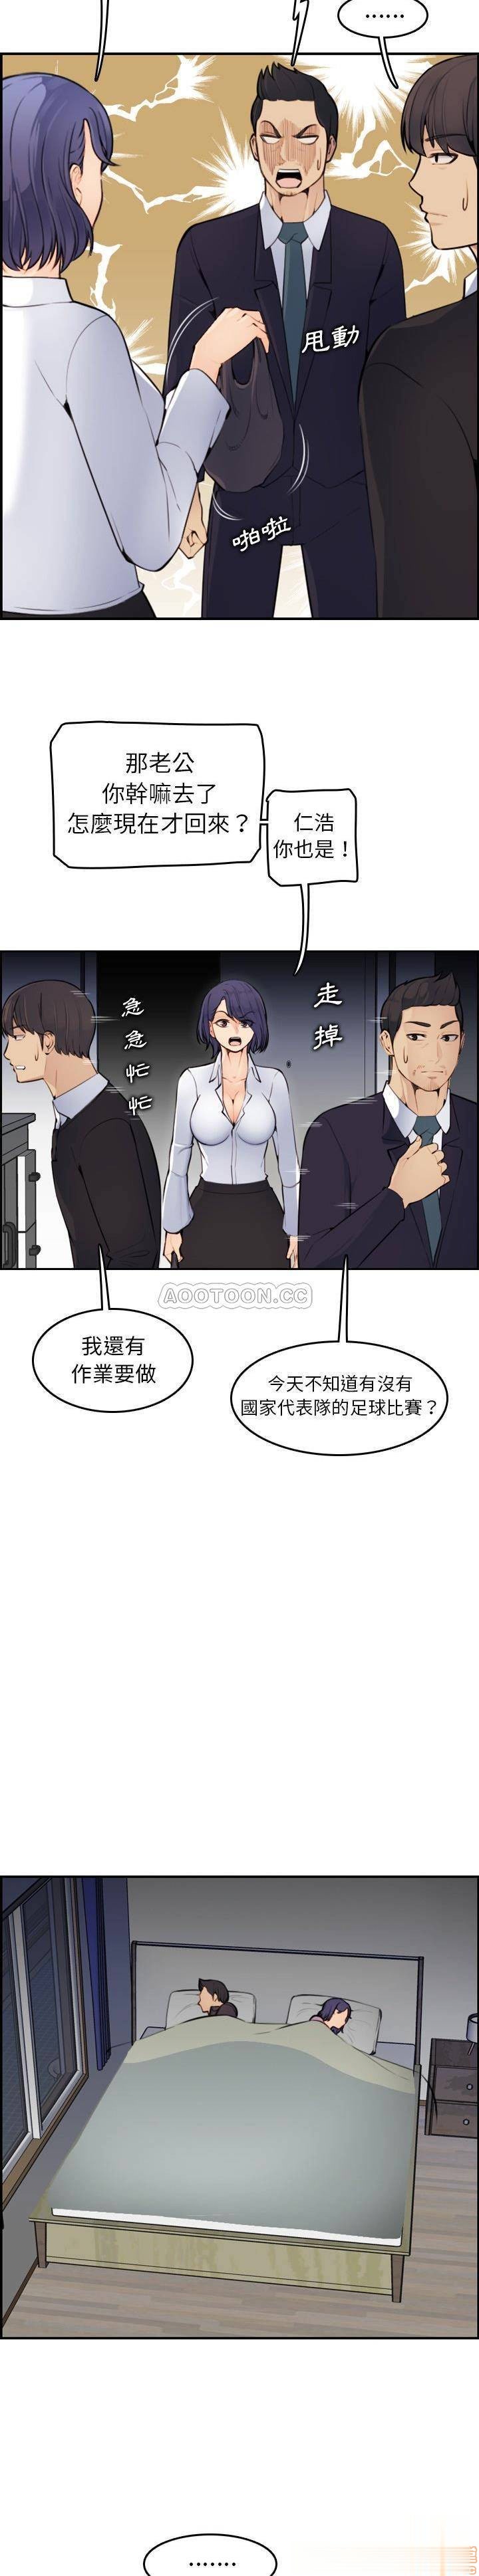 ......
甩動
啪啦
那老公
你幹嘛去了
怎麼現在才回來？
仁浩
你也是！
急急忙忙
走掉
AOOTOON.CC
我還有
作業要做
今天不知道有沒有
國家代表隊的足球比賽？
.......